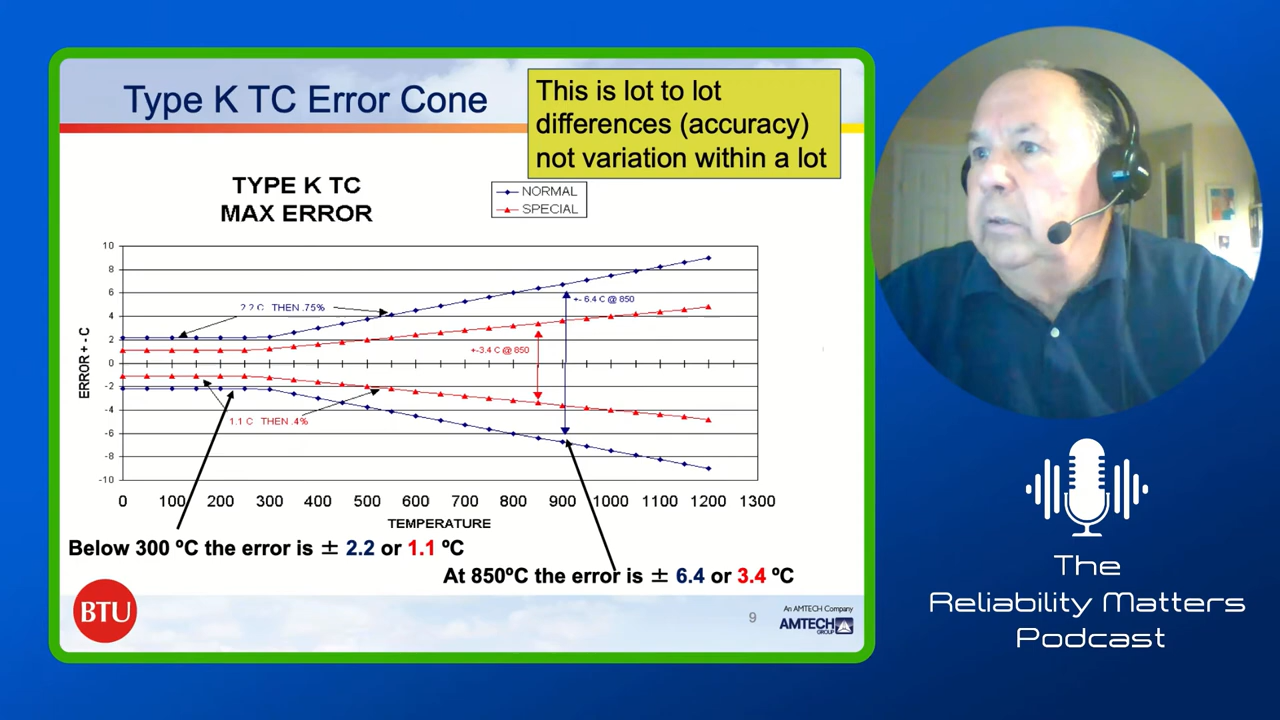 Type K TC Error Cone
This is lot to lot
differences (accuracy)
not variation within a lot
TYPE K TC
MAX ERROR
NORMAL
SPECIAL
10
8
6
4
2
0
-2
-4
-6
-8
-10
ERROR + - C
2.2 C THEN .75%
+- 6.4 C @ 850
+-3.4 C @ 850
1.1 C THEN .4%
0 100 200 300 400 500 600 700 800 900 1000 1100 1200 1300
TEMPERATURE
Below 300 ºC the error is ± 2.2 or 1.1 ºC
At 850ºC the error is ± 6.4 or 3.4 ºC
BTU
9
An AMTECH Company
AMTECH
GROUP
The
Reliability Matters
Podcast